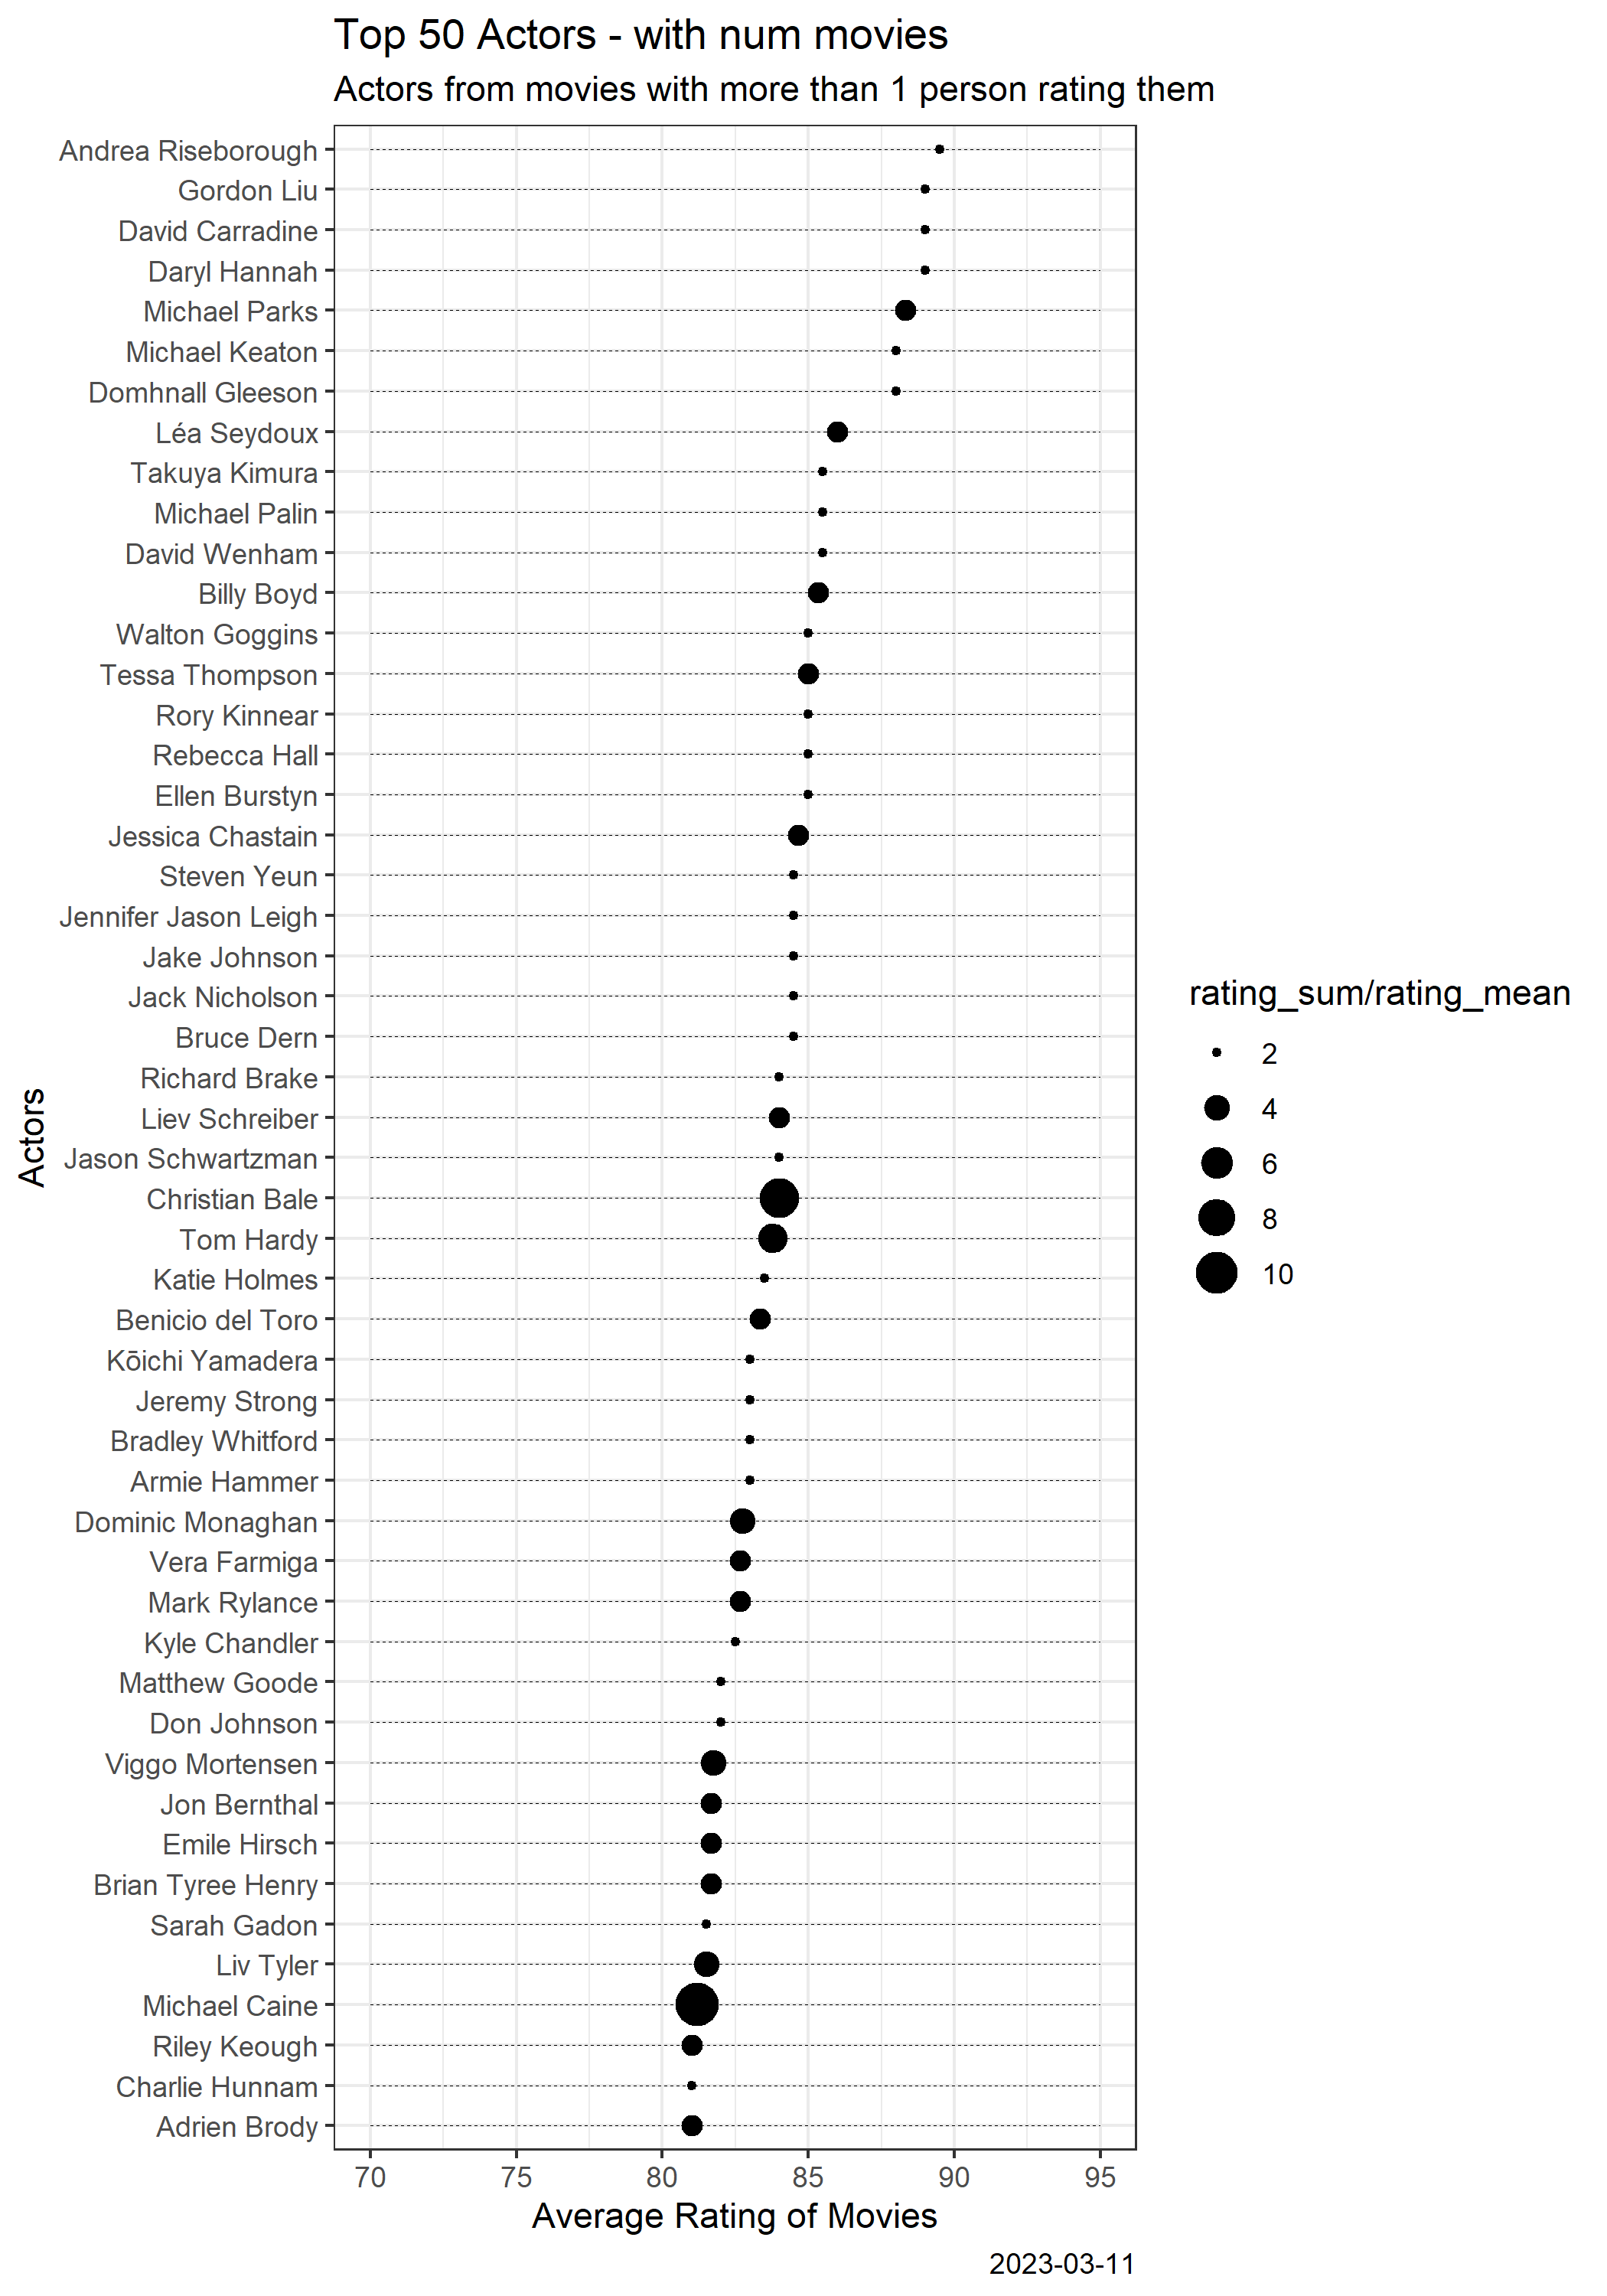 Top 50 Actors - with num movies
Actors from movies with more than 1 person rating them
Andrea Riseborough
Gordon Liu
David Carradine
Daryl Hannah
Michael Parks
Michael Keaton
Domhnall Gleeson
Léa Seydoux
Takuya Kimura
Michael Palin
David Wenham
Billy Boyd
Walton Goggins
Tessa Thompson
Rory Kinnear
Rebecca Hall
Ellen Burstyn
Jessica Chastain
Steven Yeun
Jennifer Jason Leigh
Jake Johnson
Jack Nicholson
Bruce Dern
Richard Brake
Liev Schreiber
Jason Schwartzman
Christian Bale
Tom Hardy
Katie Holmes
Benicio del Toro
Kōichi Yamadera
Jeremy Strong
Bradley Whitford
Armie Hammer
Dominic Monaghan
Vera Farmiga
Mark Rylance
Kyle Chandler
Matthew Goode
Don Johnson
Viggo Mortensen
Jon Bernthal
Emile Hirsch
Brian Tyree Henry
Sarah Gadon
Liv Tyler
Michael Caine
Riley Keough
Charlie Hunnam
Adrien Brody
Actors
70 75 80 85 90 95
Average Rating of Movies
rating_sum/rating_mean
2
4
6
8
10
2023-03-11